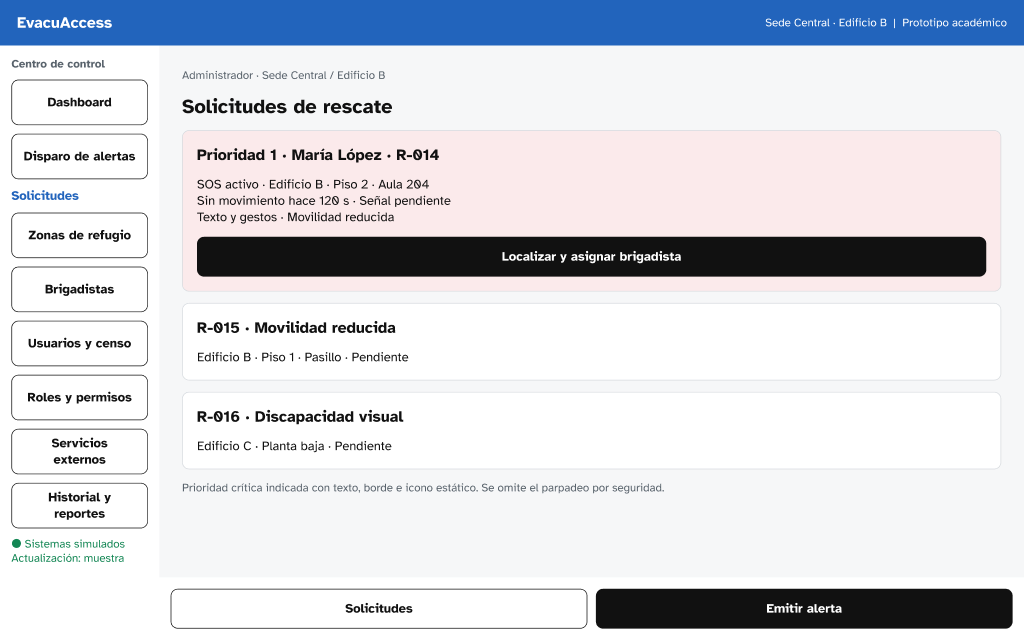 EvacuAccess
Sede Central · Edificio B | Prototipo académico
Centro de control
Dashboard
Disparo de alertas
Solicitudes
Zonas de refugio
Brigadistas
Usuarios y censo
Roles y permisos
Servicios
externos
Historial y
reportes
Sistemas simulados
Actualización: muestra
Administrador · Sede Central / Edificio B
Solicitudes de rescate
Prioridad 1 · María López · R-014
SOS activo · Edificio B · Piso 2 · Aula 204
Sin movimiento hace 120 s · Señal pendiente
Texto y gestos · Movilidad reducida
Localizar y asignar brigadista
R-015 · Movilidad reducida
Edificio B · Piso 1 · Pasillo · Pendiente
R-016 · Discapacidad visual
Edificio C · Planta baja · Pendiente
Prioridad crítica indicada con texto, borde e icono estático. Se omite el parpadeo por seguridad.
Solicitudes
Emitir alerta